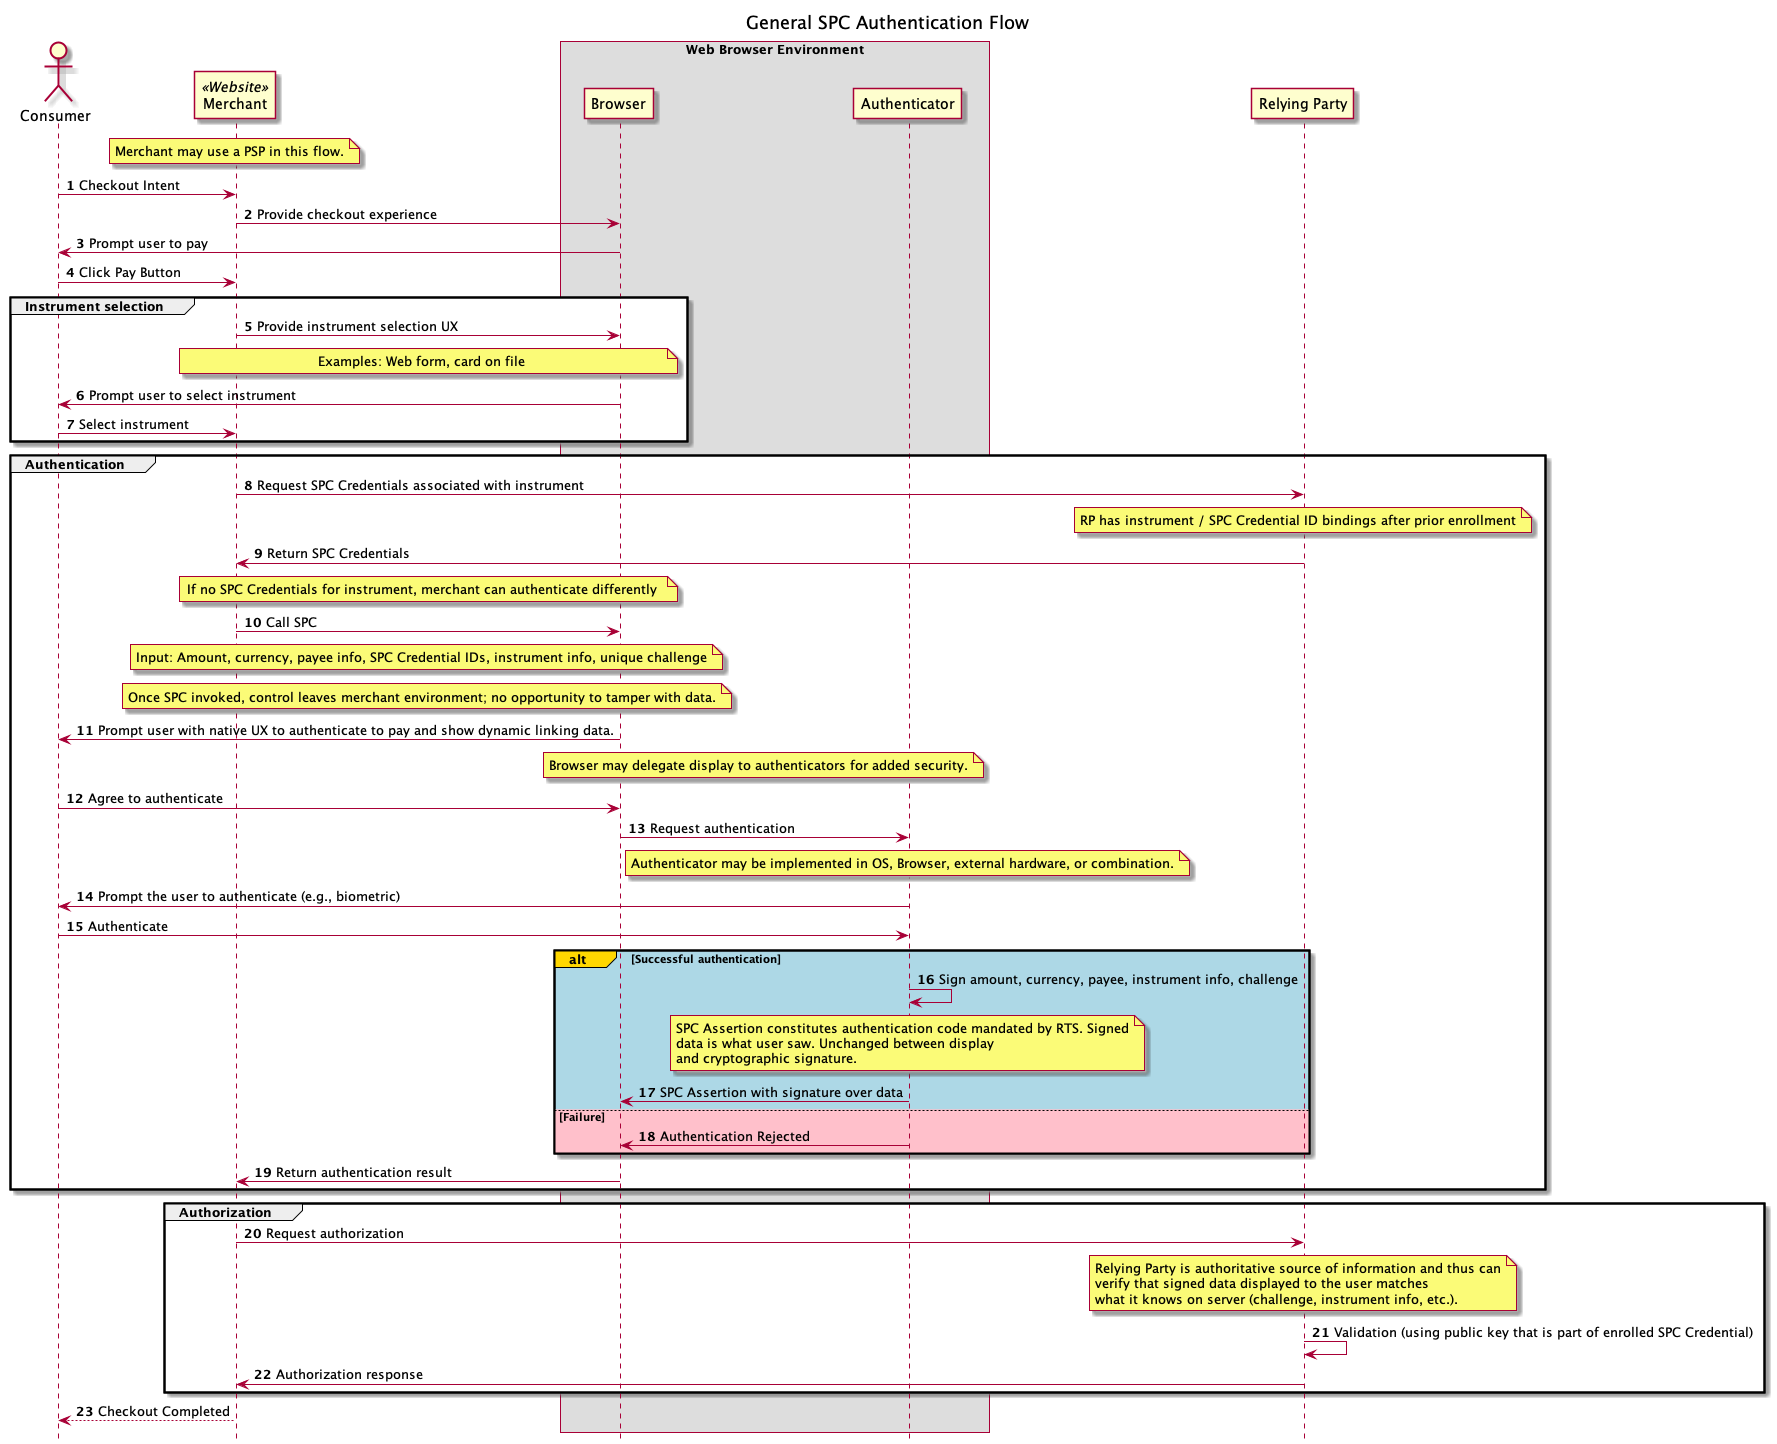 General SPC Authentication Flow
Web Browser Environment
Consumer
«Website»
Merchant
Browser
Authenticator
Relying Party
Merchant may use a PSP in this flow.
1 Checkout Intent
2 Provide checkout experience
3 Prompt user to pay
4 Click Pay Button
Instrument selection
5 Provide instrument selection UX
Examples: Web form, card on file
6 Prompt user to select instrument
7 Select instrument
Authentication
8 Request SPC Credentials associated with instrument
RP has instrument / SPC Credential ID bindings after prior enrollment
9 Return SPC Credentials
If no SPC Credentials for instrument, merchant can authenticate differently
10 Call SPC
Input: Amount, currency, payee info, SPC Credential IDs, instrument info, unique challenge
Once SPC invoked, control leaves merchant environment; no opportunity to tamper with data.
11 Prompt user with native UX to authenticate to pay and show dynamic linking data.
Browser may delegate display to authenticators for added security.
12 Agree to authenticate
13 Request authentication
Authenticator may be implemented in OS, Browser, external hardware, or combination.
14 Prompt the user to authenticate (e.g., biometric)
15 Authenticate
alt [Successful authentication]
16 Sign amount, currency, payee, instrument info, challenge
SPC Assertion constitutes authentication code mandated by RTS. Signed
data is what user saw. Unchanged between display
and cryptographic signature.
17 SPC Assertion with signature over data
[Failure]
18 Authentication Rejected
19 Return authentication result
Authorization
20 Request authorization
Relying Party is authoritative source of information and thus can
verify that signed data displayed to the user matches
what it knows on server (challenge, instrument info, etc.).
21 Validation (using public key that is part of enrolled SPC Credential)
22 Authorization response
23 Checkout Completed